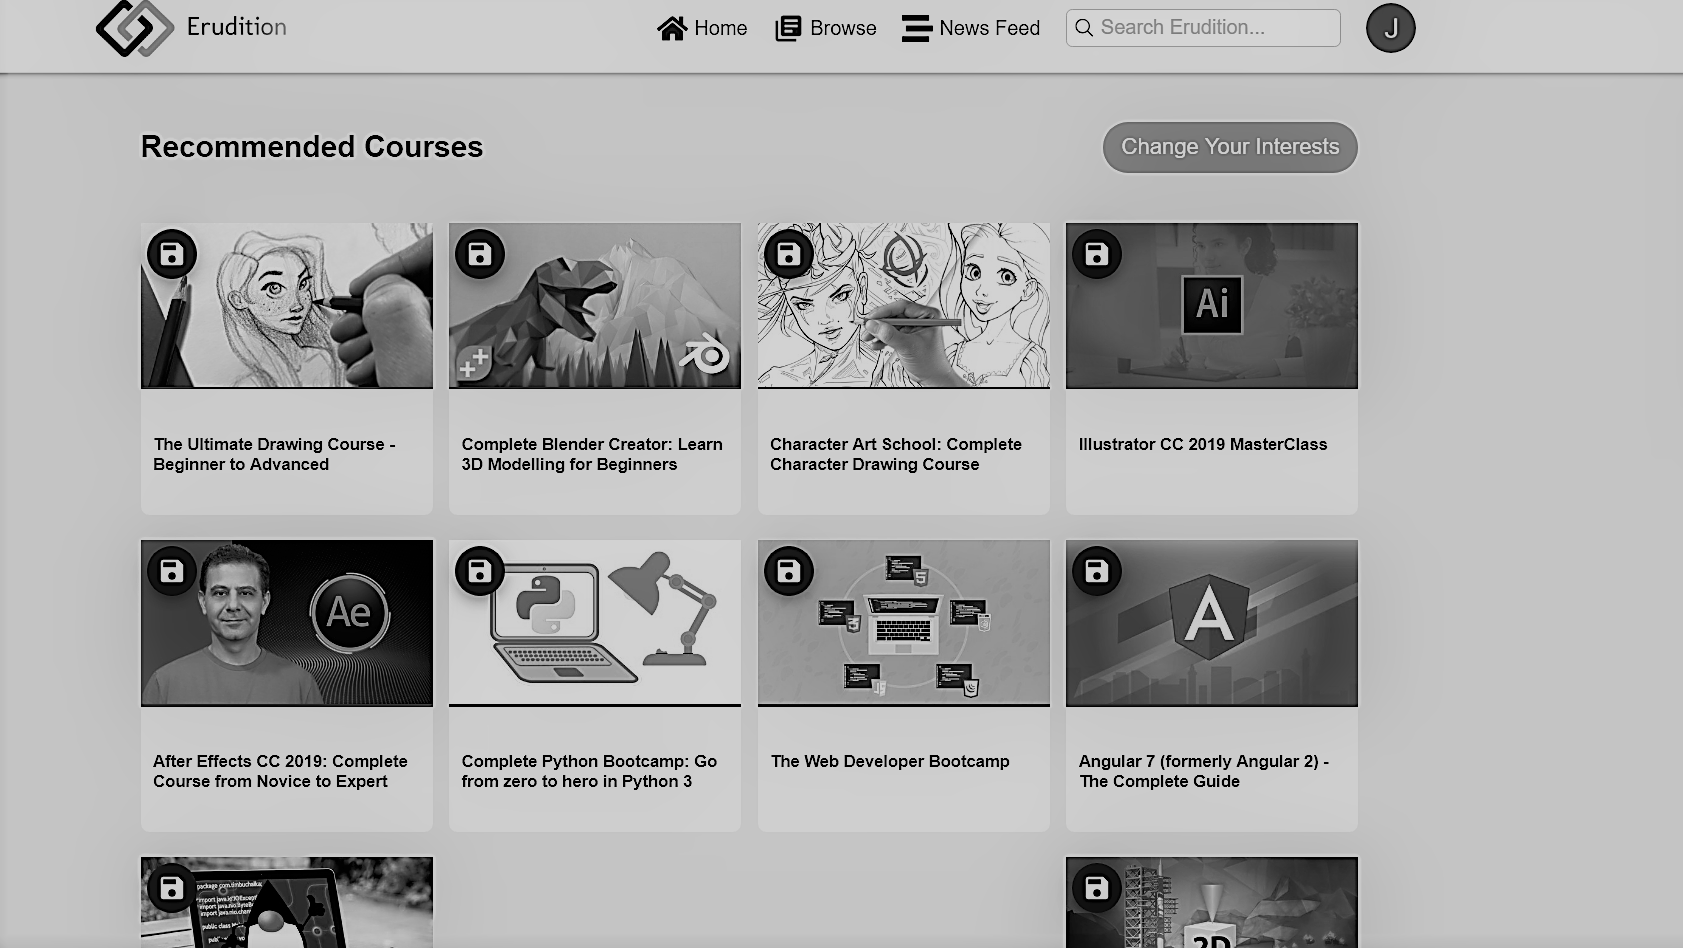 Erudition
Home
Browse
News Feed
Search Erudition...
J
Recommended Courses
Change Your Interests
Ai
The Ultimate Drawing Course -
Beginner to Advanced
Complete Blender Creator: Learn
3D Modelling for Beginners
Character Art School: Complete
Character Drawing Course
Illustrator CC 2019 MasterClass
Ae
After Effects CC 2019: Complete
Course from Novice to Expert
Complete Python Bootcamp: Go
from zero to hero in Python 3
The Web Developer Bootcamp
Angular 7 (formerly Angular 2) -
The Complete Guide